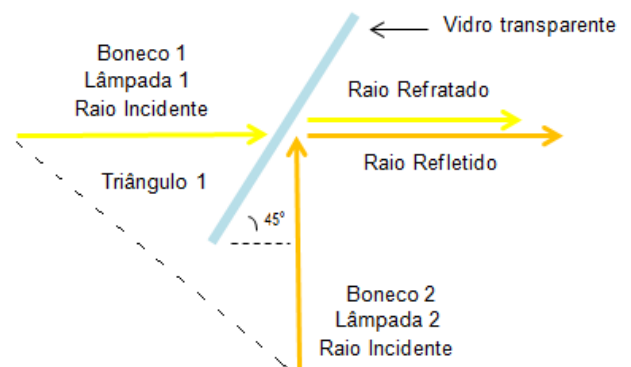 Vidro transparente
Boneco 1
Lâmpada 1
Raio Incidente
Raio Refratado
Raio Refletido
Triângulo 1
45º
Boneco 2
Lâmpada 2
Raio Incidente